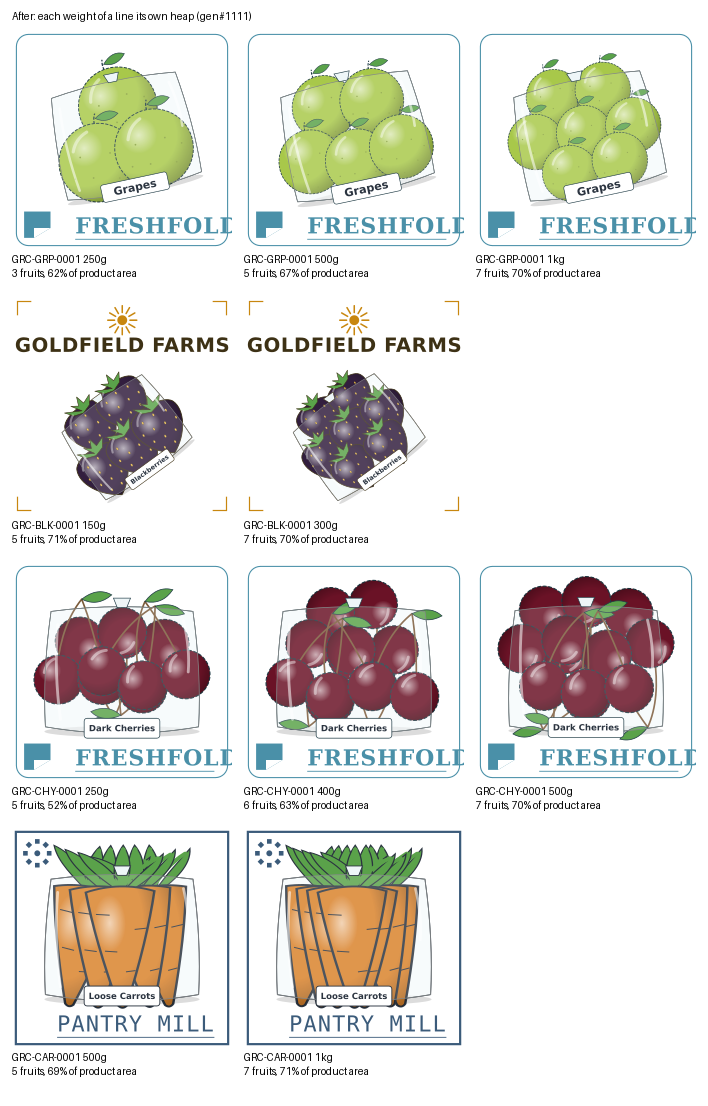 After: each weight of a line its own heap (gen#1111)
Grapes
Grapes
Grapes
FRESHFOLD
FRESHFOLD
FRESHFOLD
GRC-GRP-0001 250g
GRC-GRP-0001 500g
GRC-GRP-0001 1kg
3 fruits, 62% of product area
5 fruits, 67% of product area
7 fruits, 70% of product area
GOLDFIELD FARMS
GOLDFIELD FARMS
Blackberries
Blackberries
GRC-BLK-0001 150g
GRC-BLK-0001 300g
5 fruits, 71% of product area
7 fruits, 70% of product area
Dark Cherries
Dark Cherries
Dark Cherries
FRESHFOLD
FRESHFOLD
FRESHFOLD
GRC-CHY-0001 250g
GRC-CHY-0001 400g
GRC-CHY-0001 500g
5 fruits, 52% of product area
6 fruits, 63% of product area
7 fruits, 70% of product area
Loose Carrots
Loose Carrots
PANTRY MILL
PANTRY MILL
GRC-CAR-0001 500g
GRC-CAR-0001 1kg
5 fruits, 69% of product area
7 fruits, 71% of product area